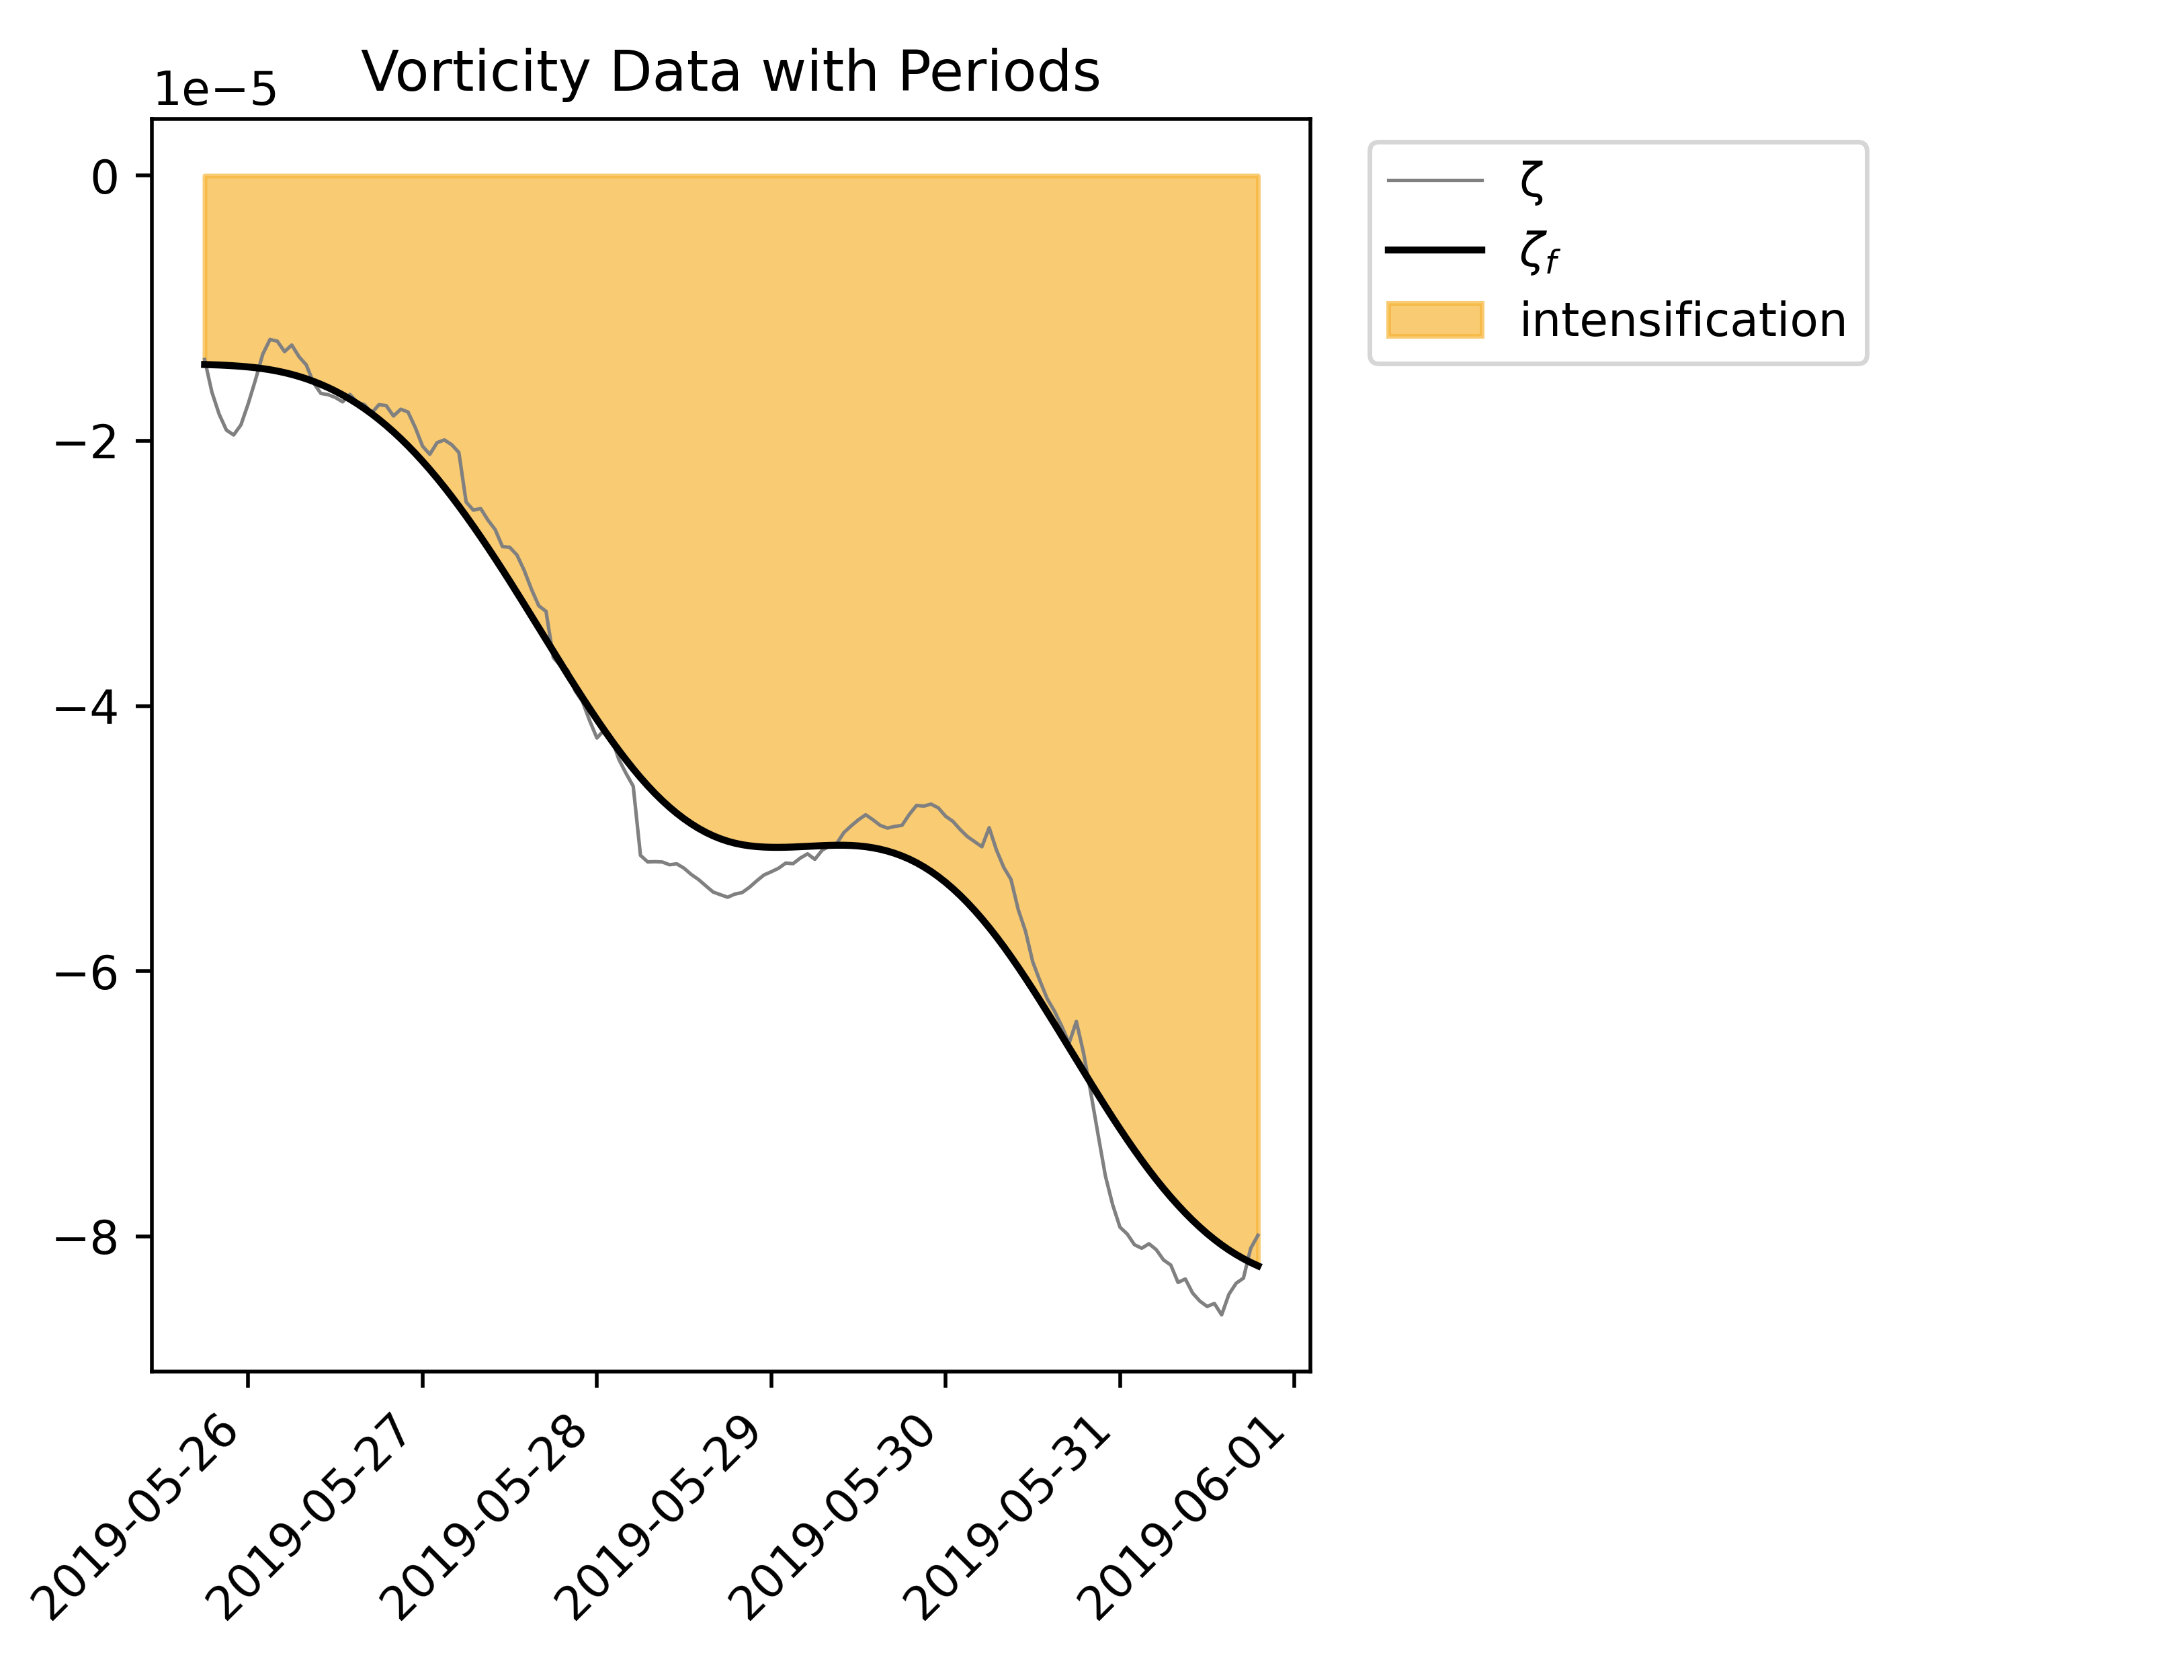 Vorticity Data with Periods
1e−5
0
−2
−4
−6
−8
2019-05-26
2019-05-27
2019-05-28
2019-05-29
2019-05-30
2019-05-31
2019-06-01
ζ
ζf
intensification